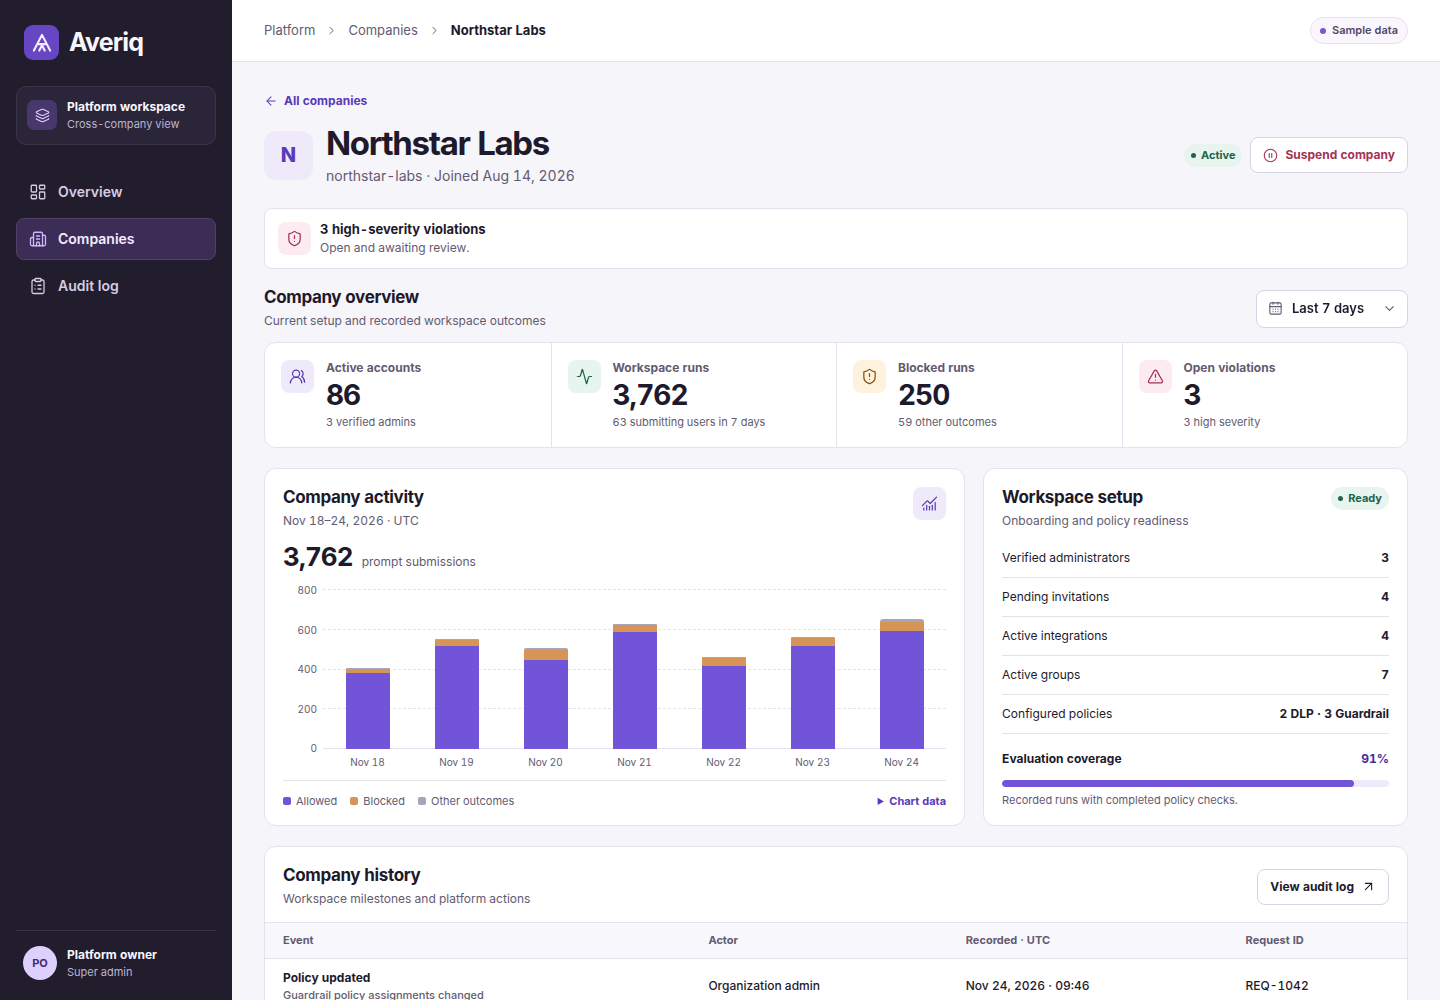 Averiq
Platform workspace
Cross-company view
Overview
Companies
Audit log
PO
Platform owner
Super admin
Platform > Companies > Northstar Labs
Sample data
← All companies
N
Northstar Labs
northstar-labs · Joined Aug 14, 2026
Active
Suspend company
3 high-severity violations
Open and awaiting review.
Company overview
Current setup and recorded workspace outcomes
Last 7 days
Active accounts
86
3 verified admins
Workspace runs
3,762
63 submitting users in 7 days
Blocked runs
250
59 other outcomes
Open violations
3
3 high severity
Company activity
Nov 18–24, 2026 · UTC
3,762 prompt submissions
800
600
400
200
0
Nov 18
Nov 19
Nov 20
Nov 21
Nov 22
Nov 23
Nov 24
Allowed
Blocked
Other outcomes
Chart data
Workspace setup
Ready
Onboarding and policy readiness
Verified administrators 3
Pending invitations 4
Active integrations 4
Active groups 7
Configured policies 2 DLP · 3 Guardrail
Evaluation coverage 91%
Recorded runs with completed policy checks.
Company history
Workspace milestones and platform actions
View audit log
Event Actor Recorded · UTC Request ID
Policy updated
Guardrail policy assignments changed
Organization admin
Nov 24, 2026 · 09:46
REQ-1042